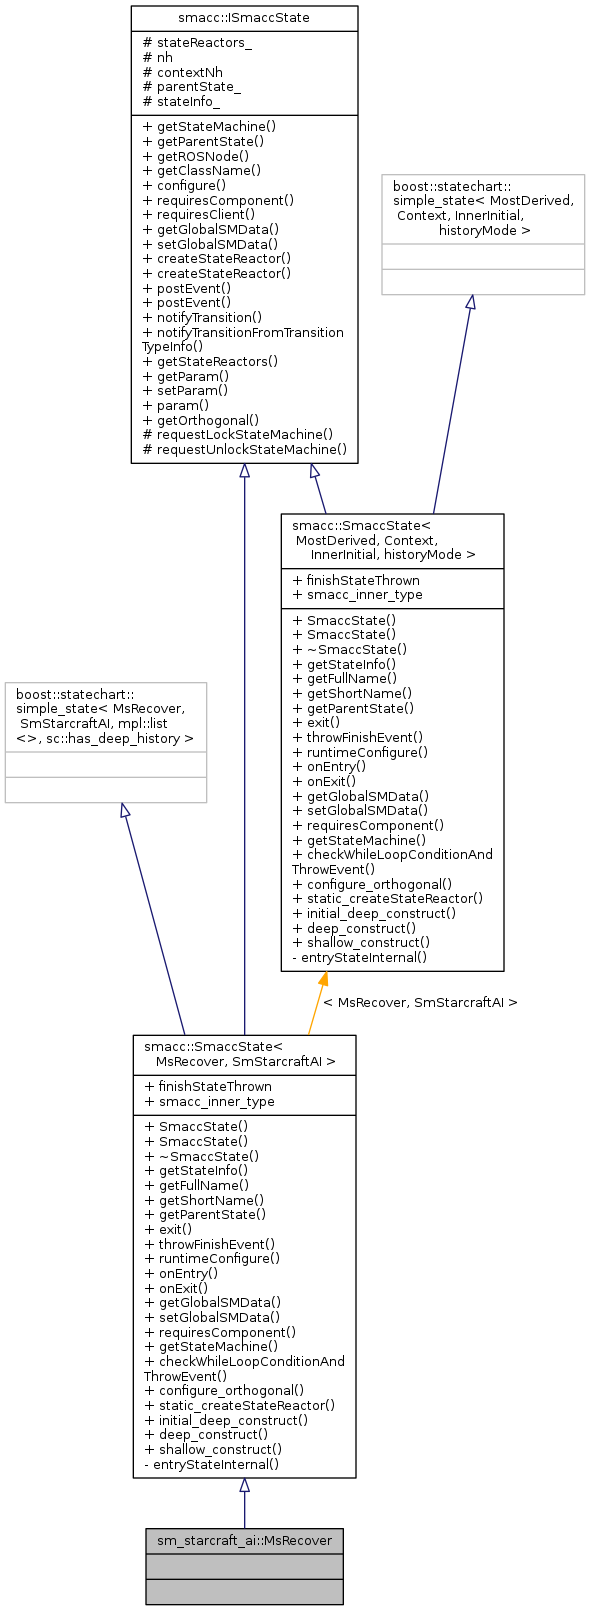 smacc::ISmaccState
# stateReactors_
# nh
# contextNh
# parentState_
# stateInfo_
+ getStateMachine()
+ getParentState()
+ getROSNode()
+ getClassName()
+ configure()
+ requiresComponent()
+ requiresClient()
+ getGlobalSMData()
+ setGlobalSMData()
+ createStateReactor()
+ createStateReactor()
+ postEvent()
+ postEvent()
+ notifyTransition()
+ notifyTransitionFromTransition
TypeInfo()
+ getStateReactors()
+ getParam()
+ setParam()
+ param()
+ getOrthogonal()
# requestLockStateMachine()
# requestUnlockStateMachine()
boost::statechart::
simple_state< MostDerived,
Context, InnerInitial,
historyMode >
smacc::SmaccState<
MostDerived, Context,
InnerInitial, historyMode >
+ finishStateThrown
+ smacc_inner_type
+ SmaccState()
+ SmaccState()
+ ~SmaccState()
+ getStateInfo()
+ getFullName()
+ getShortName()
+ getParentState()
+ exit()
+ throwFinishEvent()
+ runtimeConfigure()
+ onEntry()
+ onExit()
+ getGlobalSMData()
+ setGlobalSMData()
+ requiresComponent()
+ getStateMachine()
+ checkWhileLoopConditionAnd
ThrowEvent()
+ configure_orthogonal()
+ static_createStateReactor()
+ initial_deep_construct()
+ deep_construct()
+ shallow_construct()
- entryStateInternal()
boost::statechart::
simple_state< MsRecover,
SmStarcraftAI, mpl::list
<>, sc::has_deep_history >
< MsRecover, SmStarcraftAI >
smacc::SmaccState<
MsRecover, SmStarcraftAI >
+ finishStateThrown
+ smacc_inner_type
+ SmaccState()
+ SmaccState()
+ ~SmaccState()
+ getStateInfo()
+ getFullName()
+ getShortName()
+ getParentState()
+ exit()
+ throwFinishEvent()
+ runtimeConfigure()
+ onEntry()
+ onExit()
+ getGlobalSMData()
+ setGlobalSMData()
+ requiresComponent()
+ getStateMachine()
+ checkWhileLoopConditionAnd
ThrowEvent()
+ configure_orthogonal()
+ static_createStateReactor()
+ initial_deep_construct()
+ deep_construct()
+ shallow_construct()
- entryStateInternal()
sm_starcraft_ai::MsRecover